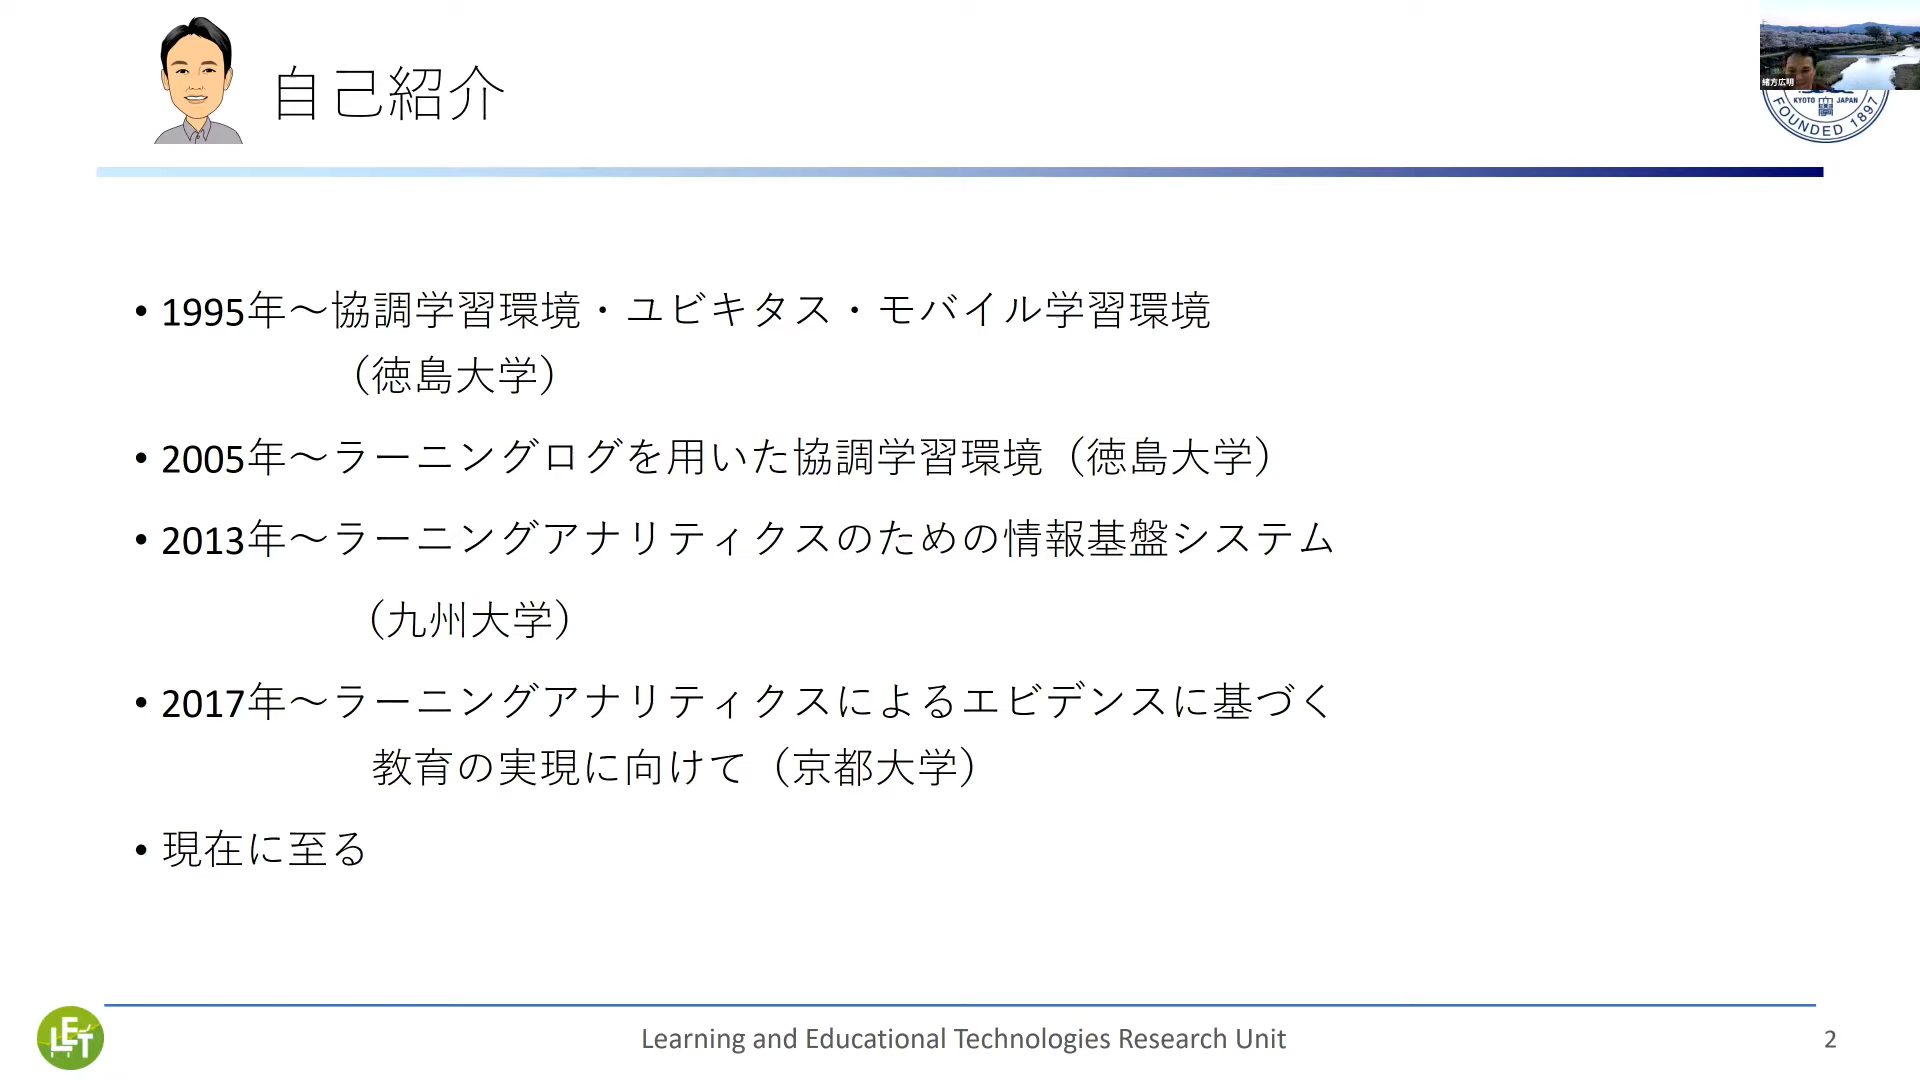 自己紹介
緒方広明
KYOTO JAPAN
FOUNDED 1897
• 1995年～協調学習環境・ユビキタス・モバイル学習環境
（徳島大学）
• 2005年～ラーニングログを用いた協調学習環境（徳島大学）
• 2013年～ラーニングアナリティクスのための情報基盤システム
（九州大学）
• 2017年～ラーニングアナリティクスによるエビデンスに基づく
教育の実現に向けて（京都大学）
• 現在に至る
LET
Learning and Educational Technologies Research Unit
2